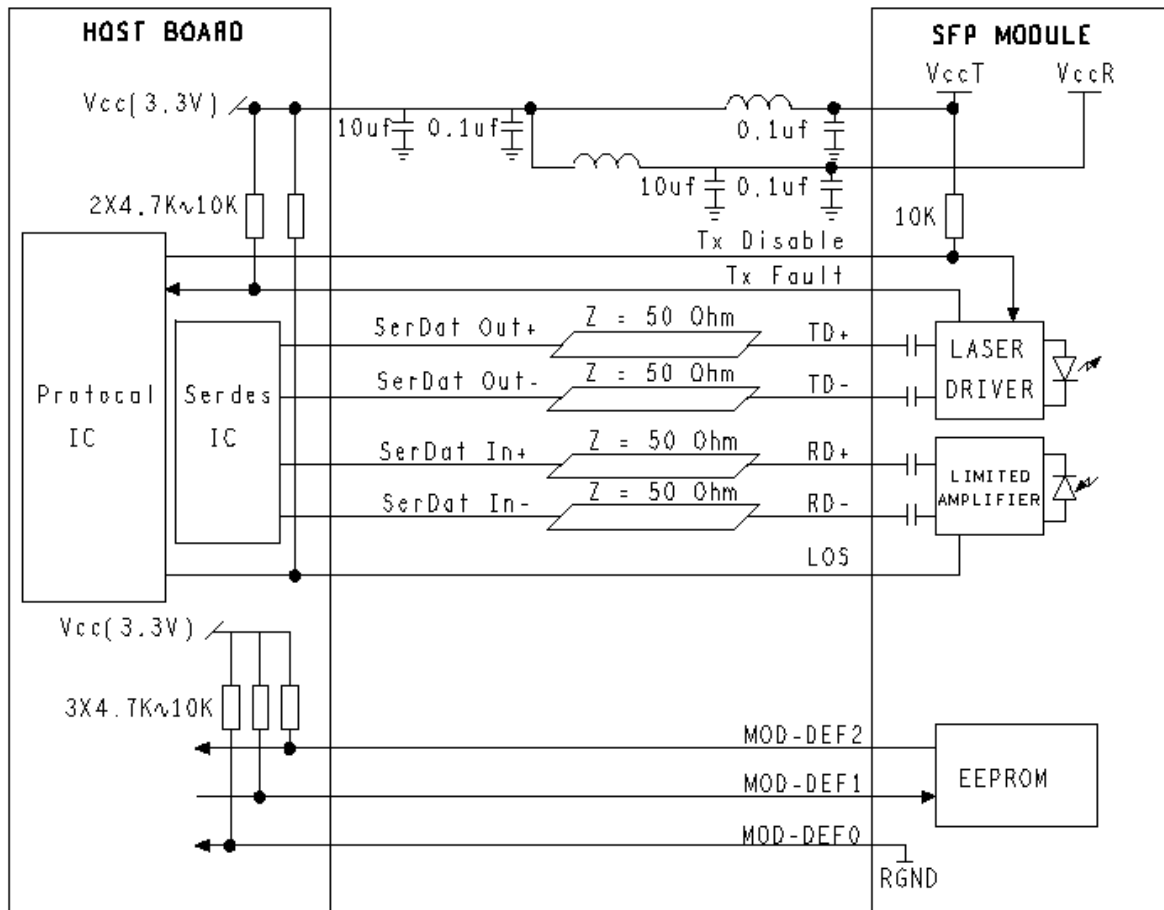 HOST BOARD
SFP MODULE
VccT
VccR
Vcc(3.3V)
10uf
0.1uf
0.1uf
10uf
0.1uf
2X4.7K~10K
10K
Tx Disable
Tx Fault
SerDat Out+
Z = 50 Ohm
TD+
SerDat Out-
Z = 50 Ohm
TD-
LASER
DRIVER
Protocal
IC
Serdes
IC
SerDat In+
Z = 50 Ohm
RD+
SerDat In-
Z = 50 Ohm
RD-
LIMITED
AMPLIFIER
LOS
Vcc(3.3V)
3X4.7K~10K
MOD-DEF2
MOD-DEF1
MOD-DEF0
EEPROM
RGND